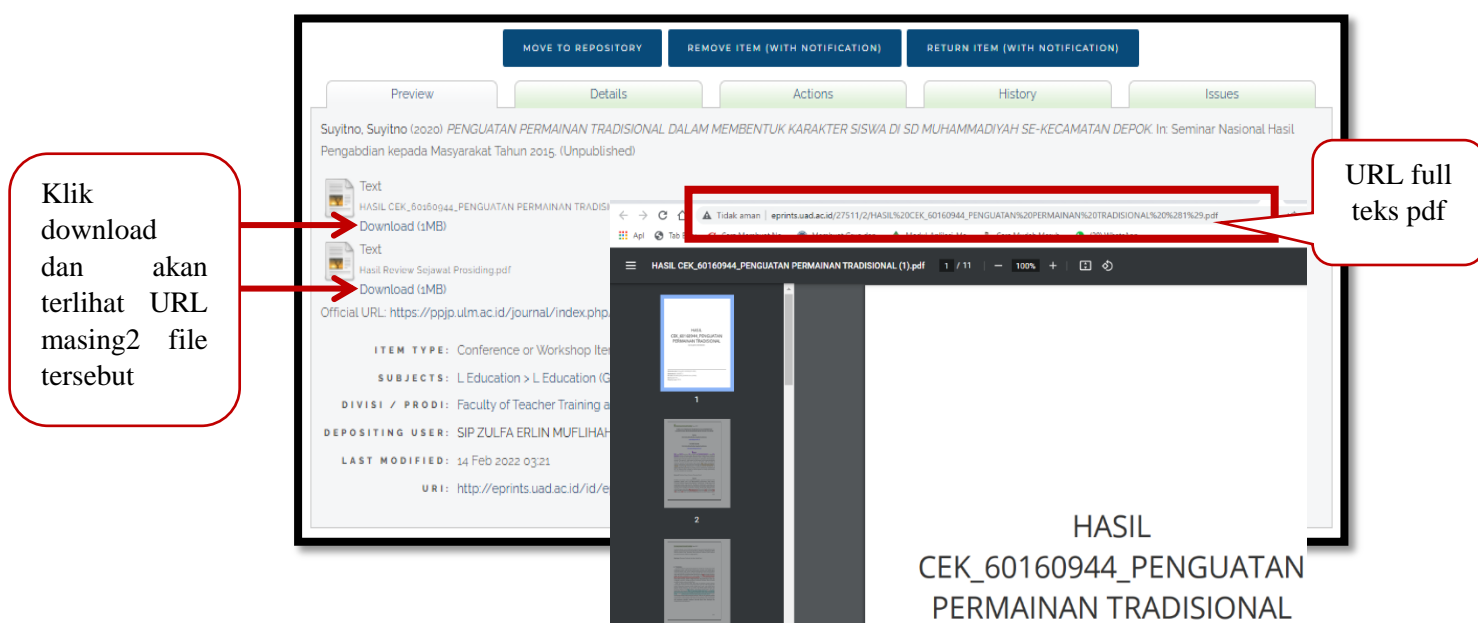 MOVE TO REPOSITORY
REMOVE ITEM (WITH NOTIFICATION)
RETURN ITEM (WITH NOTIFICATION)
Preview
Details
Actions
History
Issues
Suyitno, Suyitno (2020) PENGUATAN PERMAINAN TRADISIONAL DALAM MEMBENTUK KARAKTER SISWA DI SD MUHAMMADIYAH SE-KECAMATAN DEPOK. In: Seminar Nasional Hasil
Pengabdian kepada Masyarakat Tahun 2015. (Unpublished)
Klik
download
dan akan
terlihat URL
masing2 file
tersebut
Text
HASIL CEK_60160944_PENGUATAN PERMAINAN TRADISI
Download (1MB)
Text
Hasil Review Sejawat Prosiding.pdf
Download (1MB)
Official URL: https://ppjp.ulm.ac.id/journal/index.php/
ITEM TYPE: Conference or Workshop Ite
SUBJECTS: L Education > L Education (G
DIVISI / PRODI: Faculty of Teacher Training a
DEPOSITING USER: SIP ZULFA ERLIN MUFLIHAH
LAST MODIFIED: 14 Feb 2022 03:21
URI: http://eprints.uad.ac.id/id/e
URL full
teks pdf
Tidak aman | eprints.uad.ac.id/27511/2/HASIL%20CEK_60160944_PENGUATAN%20PERMAINAN%20TRADISIONAL%20%281%29.pdf
Apl
HASIL CEK_60160944_PENGUATAN PERMAINAN TRADISIONAL (1).pdf
1 / 11
100%
HASIL
CEK_60160944_PENGUATAN
PERMAINAN TRADISIONAL
1
2
HASIL
CEK_60160944_PENGUATAN
PERMAINAN TRADISIONAL